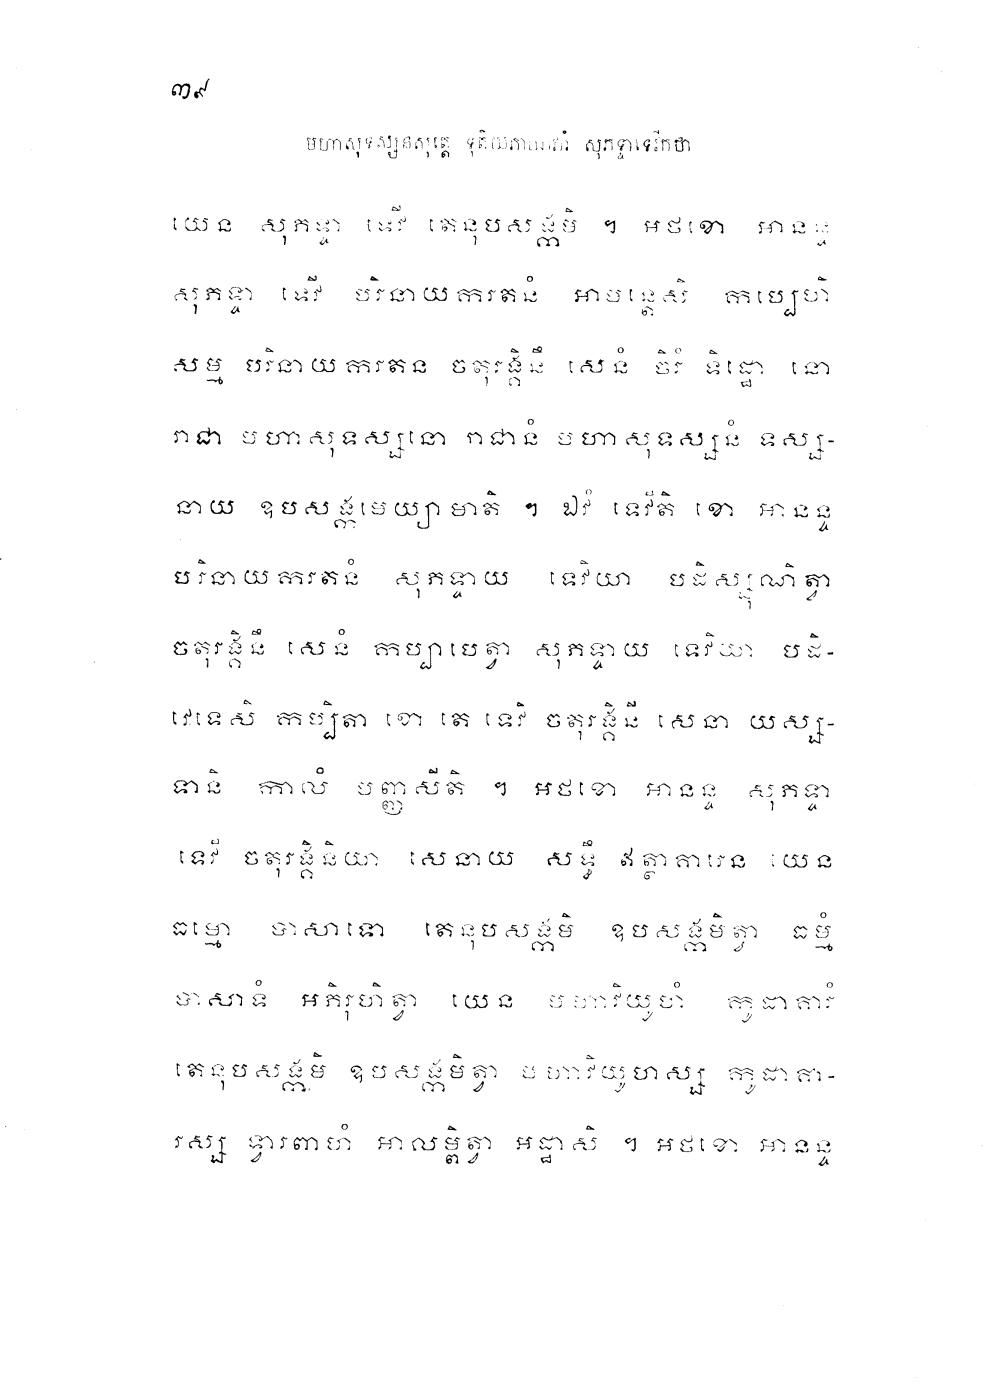 ៣៩
មហាសុទស្សនសុត្តេ ទុតិយភាណវារំ សុភទ្ទាទេវីកថា
យេន សុភទ្ទា ទេវី តេនុបសង្កមិ ។ អថខោ អានន្ទ
សុភទ្ទា ទេវី បរិនាយករតនំ អាមន្តេសិ កប្បេហិ
សម្ម បរិនាយករតន ចតុរង្គិនឹ សេនំ ចិរំ ទិដ្ឋោ នោ
រាជា មហាសុទស្សនោ រាជានំ មហាសុទស្សនំ ទស្ស-
នាយ ឧបសង្កមេយ្យាមាតិ ។ ឯវំ ទេវីតិ ខោ អានន្ទ
បរិនាយករតនំ សុភទ្ទាយ ទេវិយា បដិស្សុណិត្វា
ចតុរង្គិនឹ សេនំ កប្បាបេត្វា សុភទ្ទាយ ទេវិយា បដិ-
វេទេសិ កប្បិតា ខោ តេ ទេវិ ចតុរង្គិនី សេនា យស្ស-
ទានិ កាលំ មញ្ញសីតិ ។ អថខោ អានន្ទ សុភទ្ទា
ទេវី ចតុរង្គិនិយា សេនាយ សទ្ធឹ ឥត្ថាគារេន យេន
ធម្មោ បាសាទោ តេនុបសង្កមិ ឧបសង្កមិត្វា ធម្មំ
បាសាទំ អភិរុហិត្វា យេន មហាវិយូហំ កូដាគារំ
តេនុបសង្កមិ ឧបសង្កមិត្វា មហាវិយូហស្ស កូដាគា-
រស្ស ទ្វារពាហំ អាលម្ពិត្វា អដ្ឋាសិ ។ អថខោ អានន្ទ